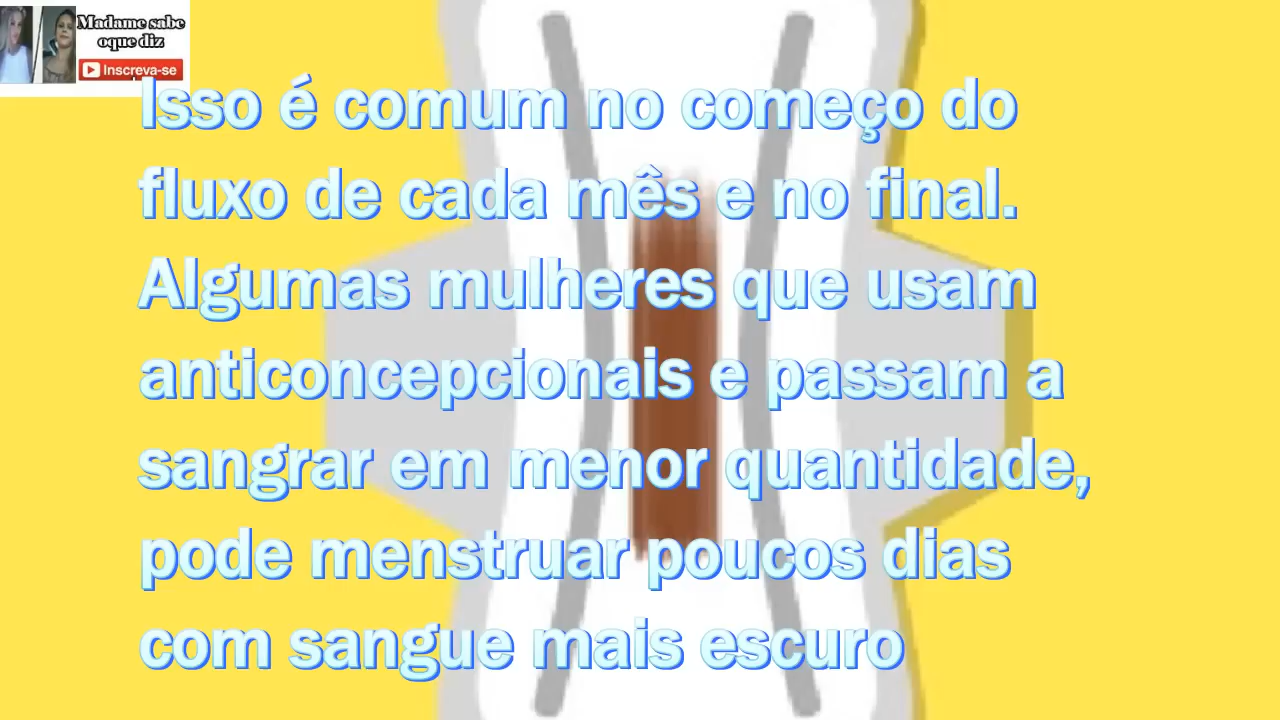 Madame sabe
oque diz
Inscreva-se
Isso é comum no começo do
fluxo de cada mês e no final.
Algumas mulheres que usam
anticoncepcionais e passam a
sangrar em menor quantidade,
pode menstruar poucos dias
com sangue mais escuro